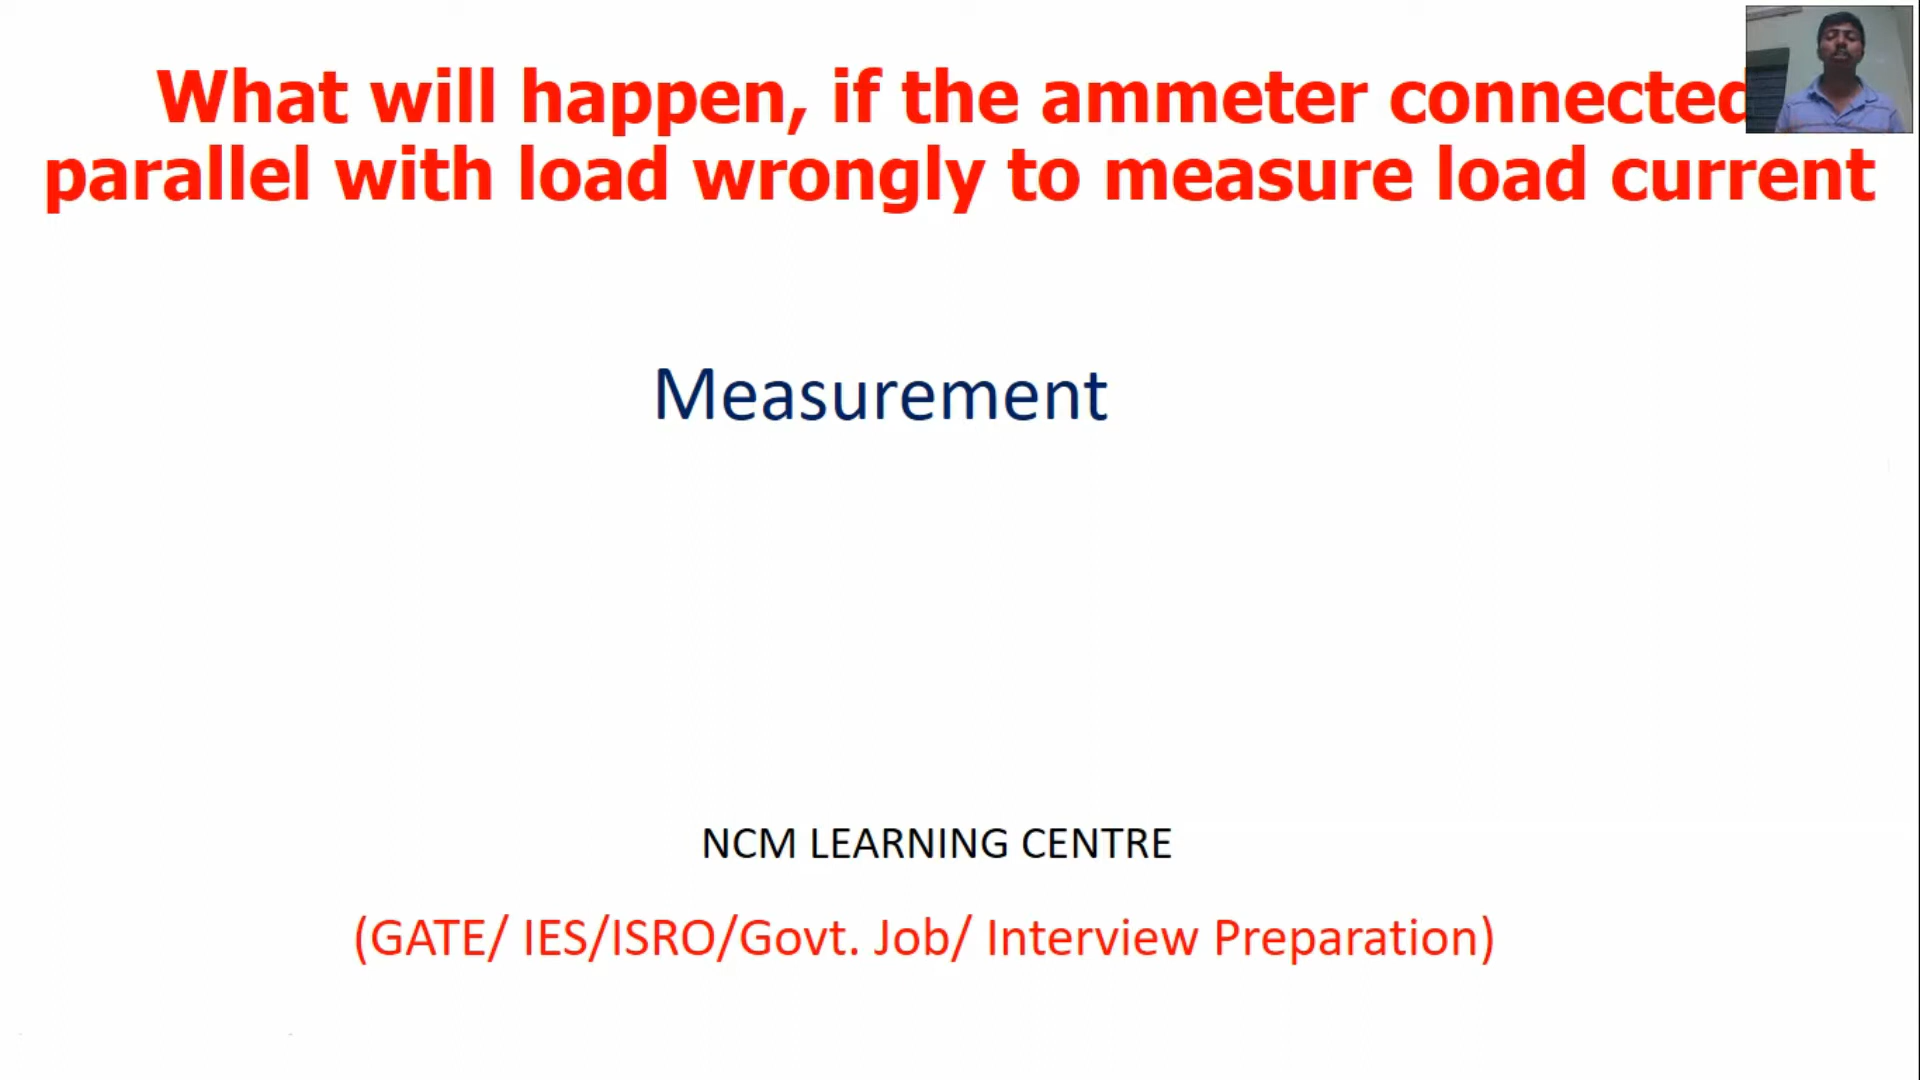 What will happen, if the ammeter connected
parallel with load wrongly to measure load current
Measurement
NCM LEARNING CENTRE
(GATE/ IES/ISRO/Govt. Job/ Interview Preparation)